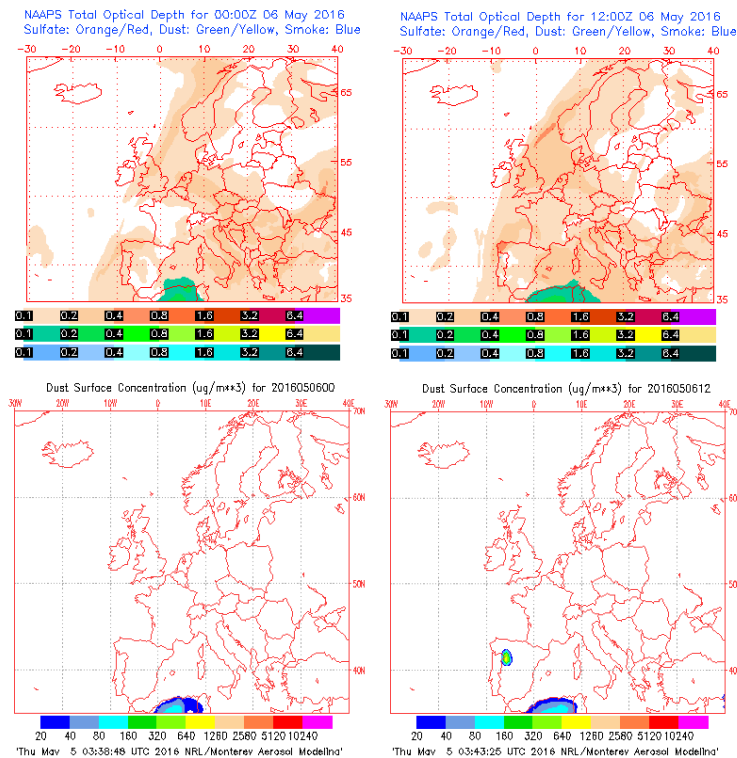 NAAPS Total Optical Depth for 00:00Z 06 May 2016
Sulfate: Orange/Red, Dust: Green/Yellow, Smoke: Blue
-30 -20 -10 0 10 20 30 40
65
55
45
35
0.1 0.2 0.4 0.8 1.6 3.2 6.4
0.1 0.2 0.4 0.8 1.6 3.2 6.4
0.1 0.2 0.4 0.8 1.6 3.2 6.4
NAAPS Total Optical Depth for 12:00Z 06 May 2016
Sulfate: Orange/Red, Dust: Green/Yellow, Smoke: Blue
-30 -20 -10 0 10 20 30 40
65
55
45
35
0.1 0.2 0.4 0.8 1.6 3.2 6.4
0.1 0.2 0.4 0.8 1.6 3.2 6.4
0.1 0.2 0.4 0.8 1.6 3.2 6.4
Dust Surface Concentration (ug/m**3) for 2016050600
30W 20W 10W 0 10E 20E 30E 40E
70N
60N
50N
40N
20 40 80 160 320 640 1280 2580 5120 10240
'Thu May 5 03:38:48 UTC 2016 NRL/Monterey Aerosol Modeling'
Dust Surface Concentration (ug/m**3) for 2016050612
30W 20W 10W 0 10E 20E 30E 40E
70N
60N
50N
40N
20 40 80 160 320 640 1280 2580 5120 10240
'Thu May 5 03:43:25 UTC 2016 NRL/Monterey Aerosol Modeling'